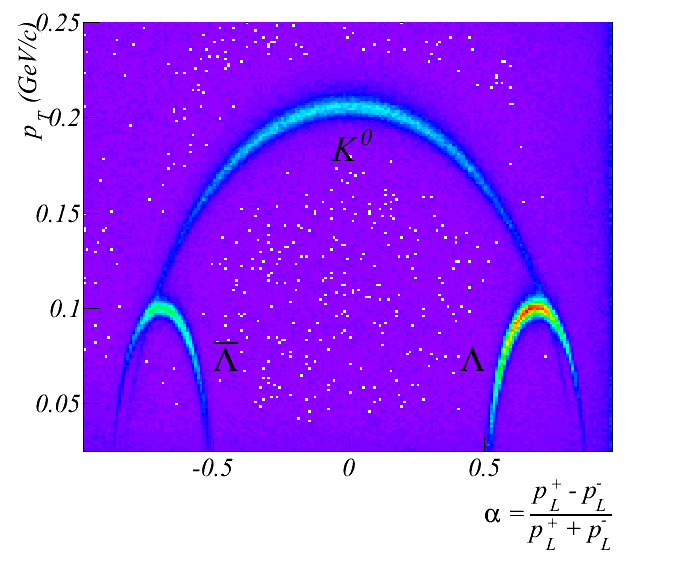 0.25
p_T (GeV/c)
0.2
K⁰
0.15
0.1
Λ̅
Λ
0.05
-0.5 0 0.5
α = (p_L⁺ - p_L⁻) / (p_L⁺ + p_L⁻)